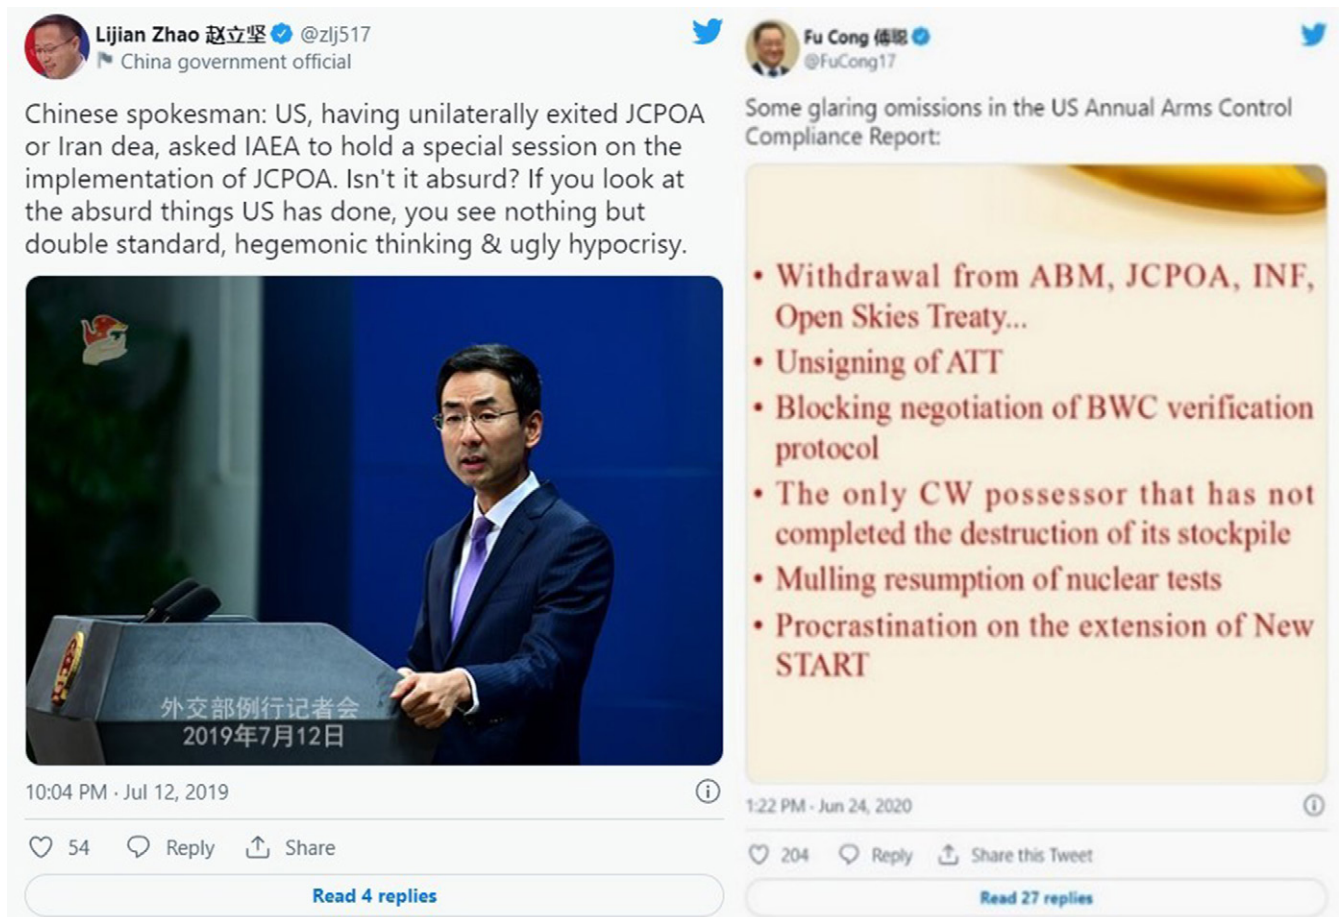 Lijian Zhao 赵立坚 @zlj517
China government official
Chinese spokesman: US, having unilaterally exited JCPOA
or Iran dea, asked IAEA to hold a special session on the
implementation of JCPOA. Isn't it absurd? If you look at
the absurd things US has done, you see nothing but
double standard, hegemonic thinking & ugly hypocrisy.
外交部例行记者会
2019年7月12日
10:04 PM · Jul 12, 2019
54 Reply Share
Read 4 replies
Fu Cong 傅聪
@FuCong17
Some glaring omissions in the US Annual Arms Control
Compliance Report:
• Withdrawal from ABM, JCPOA, INF,
Open Skies Treaty...
• Unsigning of ATT
• Blocking negotiation of BWC verification
protocol
• The only CW possessor that has not
completed the destruction of its stockpile
• Mulling resumption of nuclear tests
• Procrastination on the extension of New
START
1:22 PM · Jun 24, 2020
204 Reply Share this Tweet
Read 27 replies